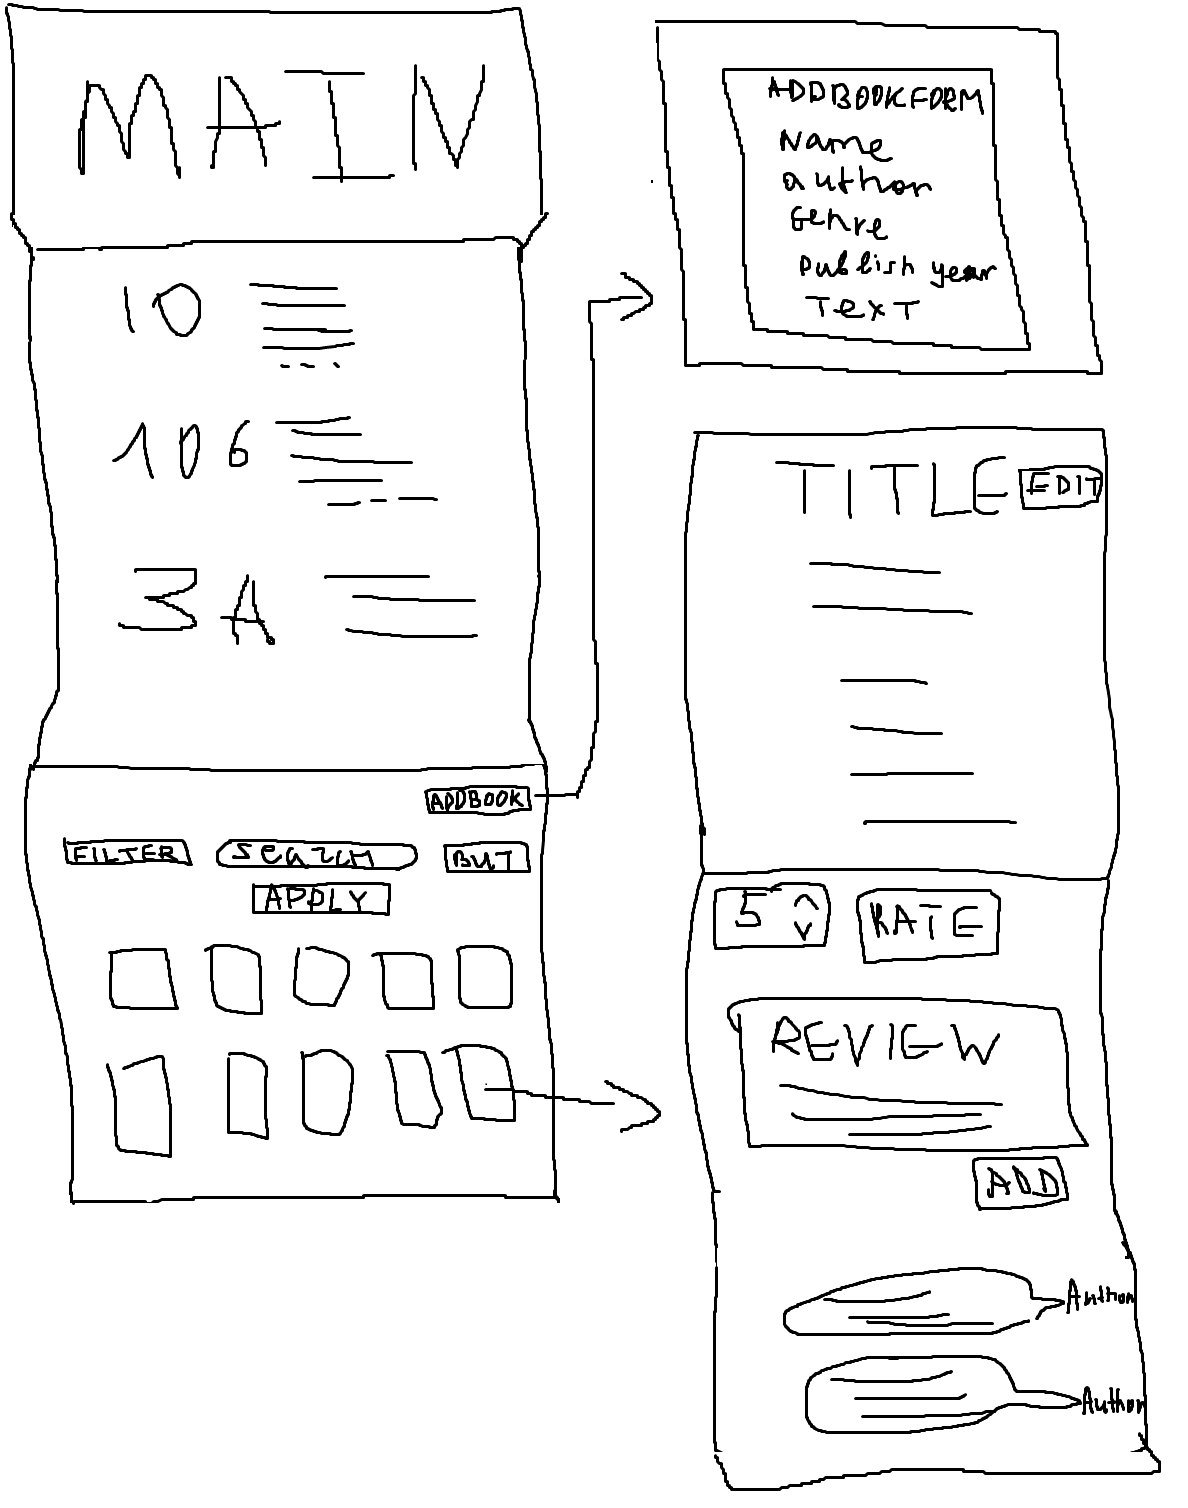 MAIN
10
106
3A
ADDBOOK
FILTER
search
BUT
APPLY
ADDBOOKFORM
Name
author
Genre
publish year
Text
TITLE
EDIT
5
RATE
REVIEW
ADD
Author
Author